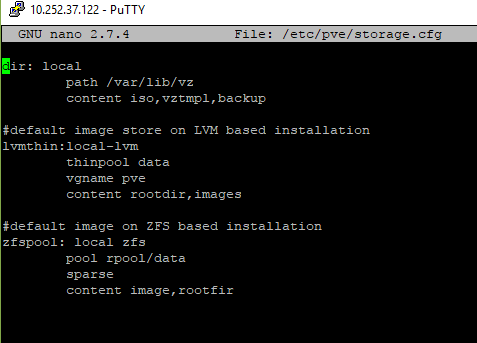 10.252.37.122 - PuTTY
GNU nano 2.7.4 File: /etc/pve/storage.cfg
dir: local
path /var/lib/vz
content iso,vztmpl,backup
#default image store on LVM based installation
lvmthin:local-lvm
thinpool data
vgname pve
content rootdir,images
#default image on ZFS based installation
zfspool: local zfs
pool rpool/data
sparse
content image,rootfir